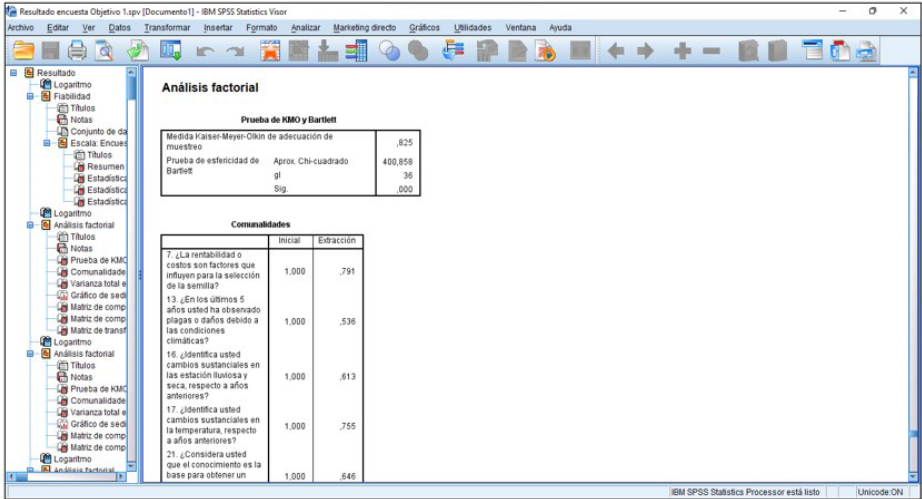 Resultado encuesta Objetivo 1.spv [Documento1] - IBM SPSS Statistics Visor
Archivo Editar Ver Datos Transformar Insertar Formato Analizar Marketing directo Gráficos Utilidades Ventana Ayuda
Resultado
Logaritmo
Fiabilidad
Títulos
Notas
Conjunto de da
Escala: Encues
Títulos
Resumen
Estadística
Estadística
Estadística
Logaritmo
Análisis factorial
Títulos
Notas
Prueba de KMO
Comunalidade
Varianza total e
Gráfico de sedi
Matriz de comp
Matriz de comp
Matriz de transf
Logaritmo
Análisis factorial
Títulos
Notas
Prueba de KMO
Comunalidade
Varianza total e
Gráfico de sedi
Matriz de comp
Matriz de comp
Logaritmo
Análisis factorial
Análisis factorial
Prueba de KMO y Bartlett
Medida Kaiser-Meyer-Olkin de adecuación de
muestreo ,825
Prueba de esfericidad de Aprox. Chi-cuadrado 400,858
Bartlett gl 36
Sig. ,000
Comunalidades
Inicial Extracción
7. ¿La rentabilidad o
costos son factores que
influyen para la selección
de la semilla? 1,000 ,791
13. ¿En los últimos 5
años usted ha observado
plagas o daños debido a
las condiciones
climáticas? 1,000 ,536
16. ¿Identifica usted
cambios sustanciales en
las estación lluviosa y
seca, respecto a años
anteriores? 1,000 ,613
17. ¿Identifica usted
cambios sustanciales en
la temperatura, respecto
a años anteriores? 1,000 ,755
21. ¿Considera usted
que el conocimiento es la
base para obtener un 1,000 ,646
IBM SPSS Statistics Processor está listo Unicode:ON